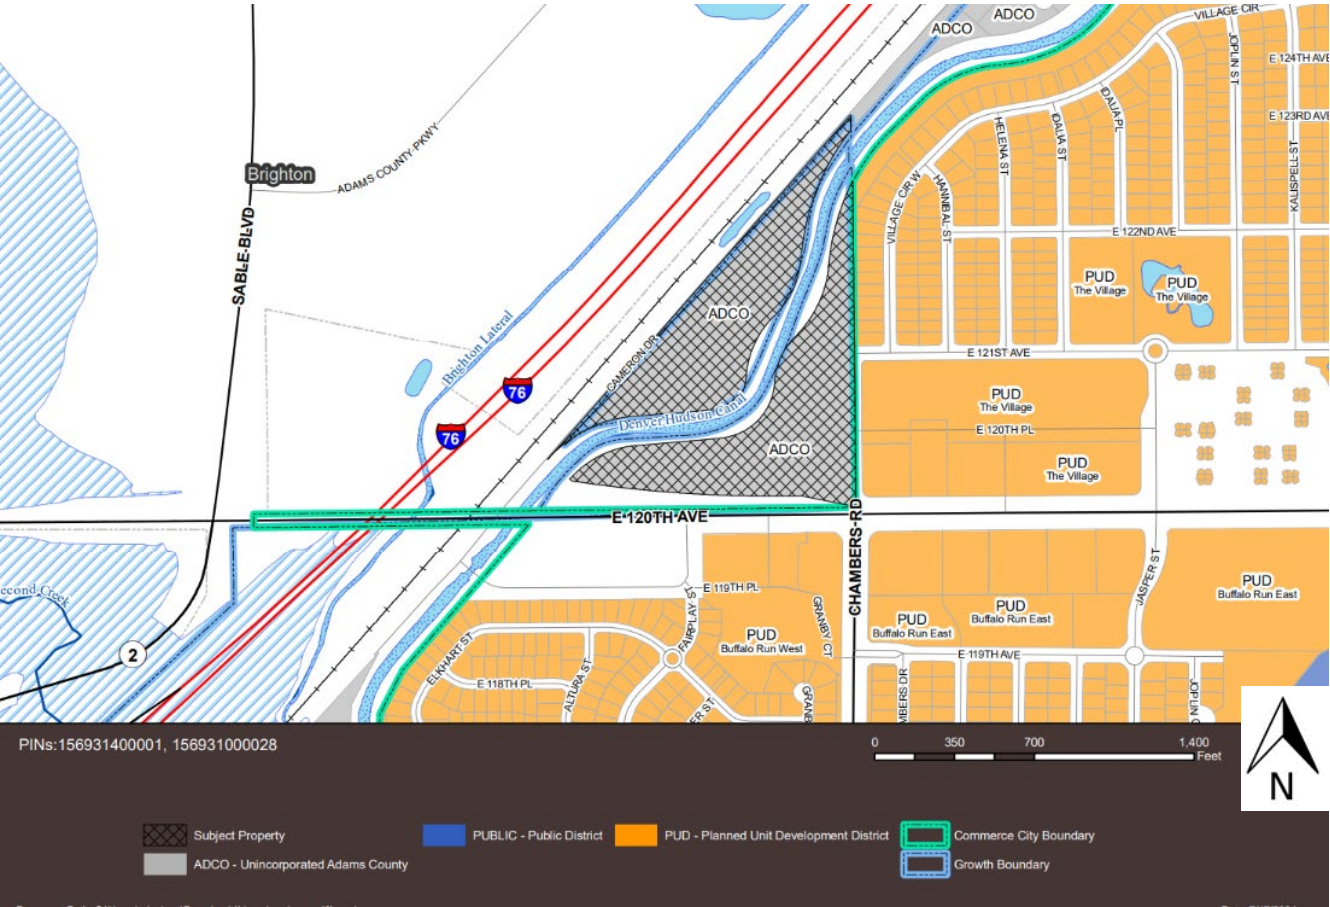 VILLAGE CIR
ADCO
ADCO
JOPLIN ST
E 124TH AVE
IDALIA PL
E 123RD AVE
HELENA ST
IDALIA ST
KALISPELL ST
ADAMS COUNTY PKWY
Brighton
VILLAGE CIR W
HANNIBAL ST
E 122ND AVE
SABLE BLVD
PUD
The Village
PUD
The Village
ADCO
Brighton Lateral
CAMERON DR
E 121ST AVE
76
76
PUD
The Village
Denver Hudson Canal
E 120TH PL
ADCO
PUD
The Village
E 120TH AVE
CHAMBERS RD
JASPER ST
E 119TH PL
FAIRPLAY S
GRANBY CT
PUD
Buffalo Run East
PUD
Buffalo Run East
PUD
Buffalo Run East
PUD
Buffalo Run West
econd Creek
2
ELKHART ST
E 119TH AVE
E 118TH PL
ALTURA ST
ER ST
GRANB
MBERS DR
JOPLIN C
PINs:156931400001, 156931000028
0 350 700 1,400
Feet
N
Subject Property
PUBLIC - Public District
PUD - Planned Unit Development District
Commerce City Boundary
ADCO - Unincorporated Adams County
Growth Boundary